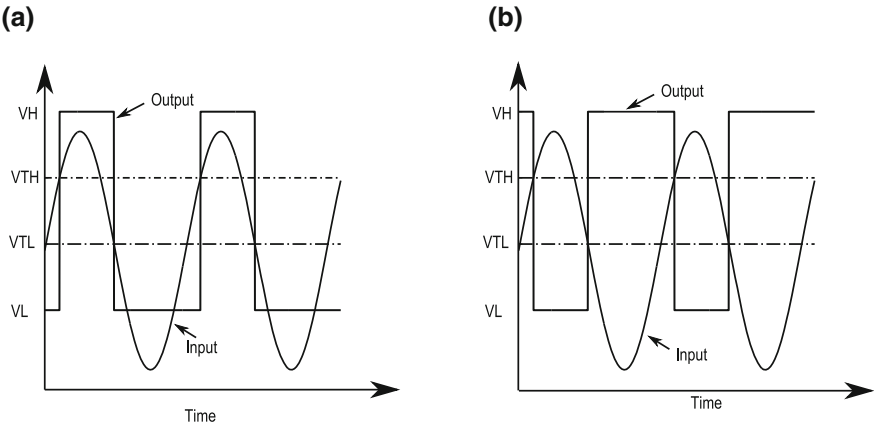 (a)
VH
Output
VTH
VTL
VL
Input
Time
(b)
VH
Output
VTH
VTL
VL
Input
Time